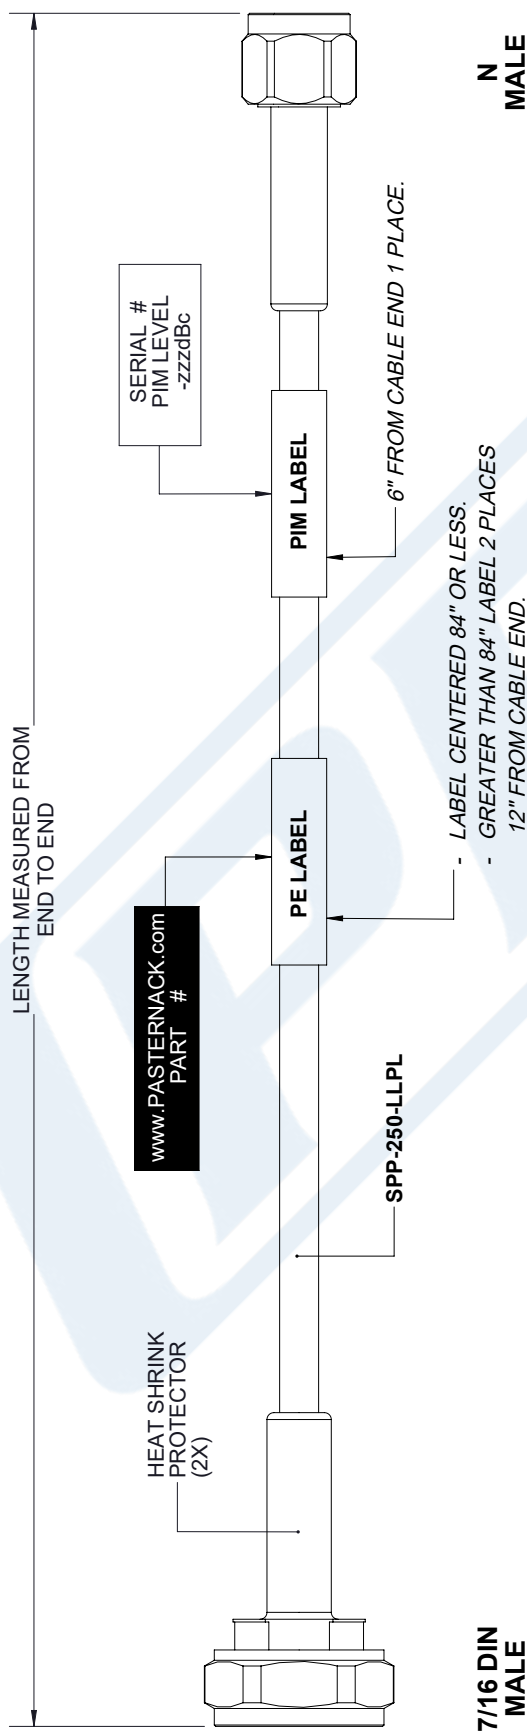 LENGTH MEASURED FROM
END TO END
HEAT SHRINK
PROTECTOR
(2X)
www.PASTERNACK.com
PART #
SERIAL #
PIM LEVEL
-zzzdBc
PE LABEL
PIM LABEL
SPP-250-LLPL
6" FROM CABLE END 1 PLACE.
- LABEL CENTERED 84" OR LESS.
- GREATER THAN 84" LABEL 2 PLACES
12" FROM CABLE END.
7/16 DIN
MALE
N
MALE